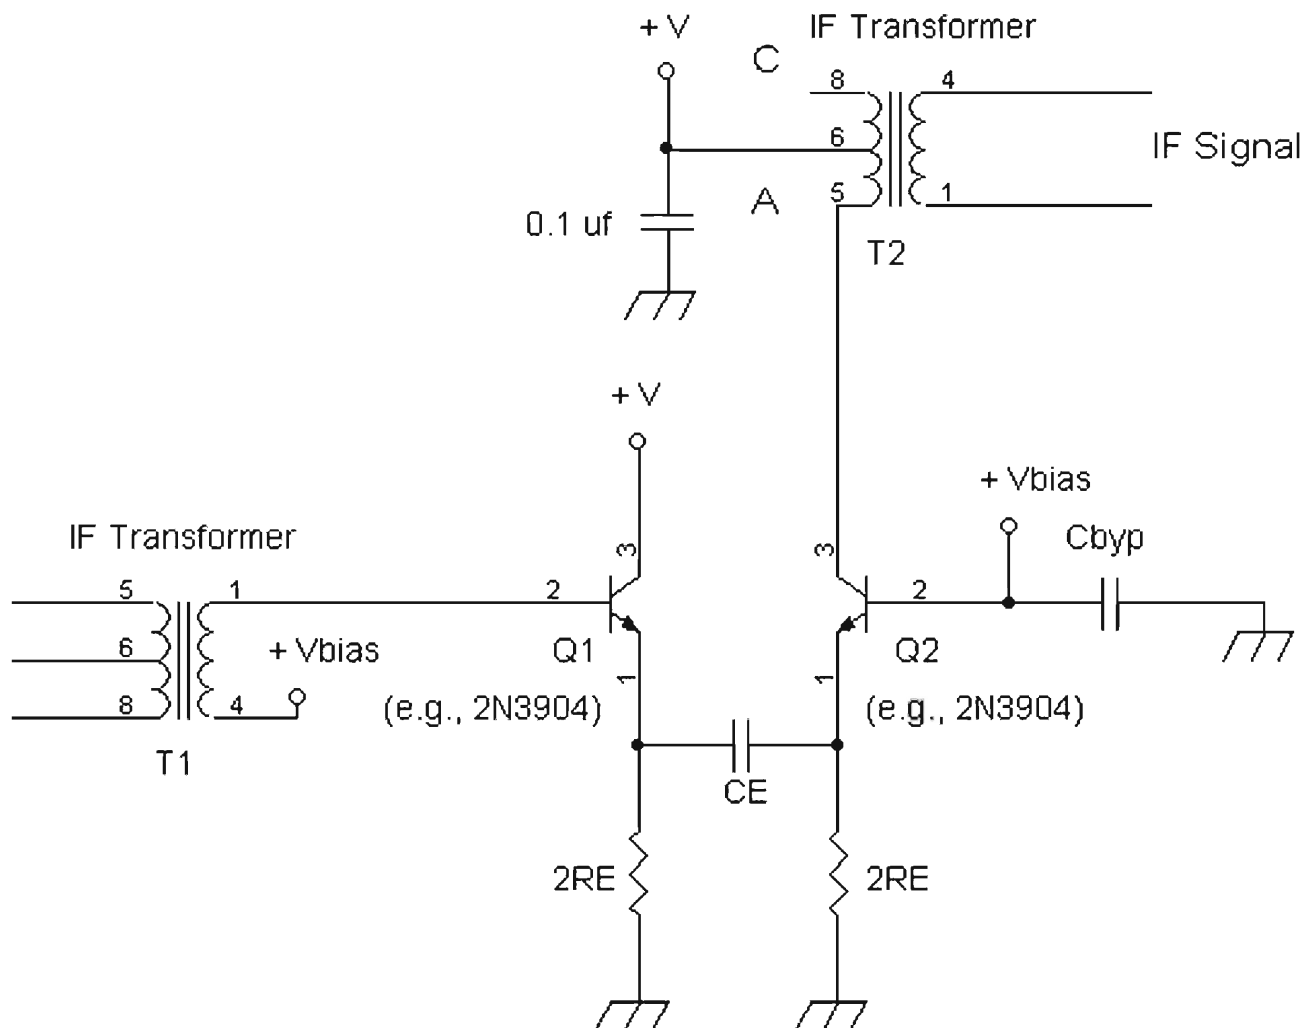 + V
IF Transformer
C
8
4
6
IF Signal
A
5
1
0.1 uf
T2
+ V
+ Vbias
IF Transformer
Cbyp
3
3
5
1
2
2
6
+ Vbias
Q1
Q2
8
4
1
1
(e.g., 2N3904)
(e.g., 2N3904)
T1
CE
2RE
2RE